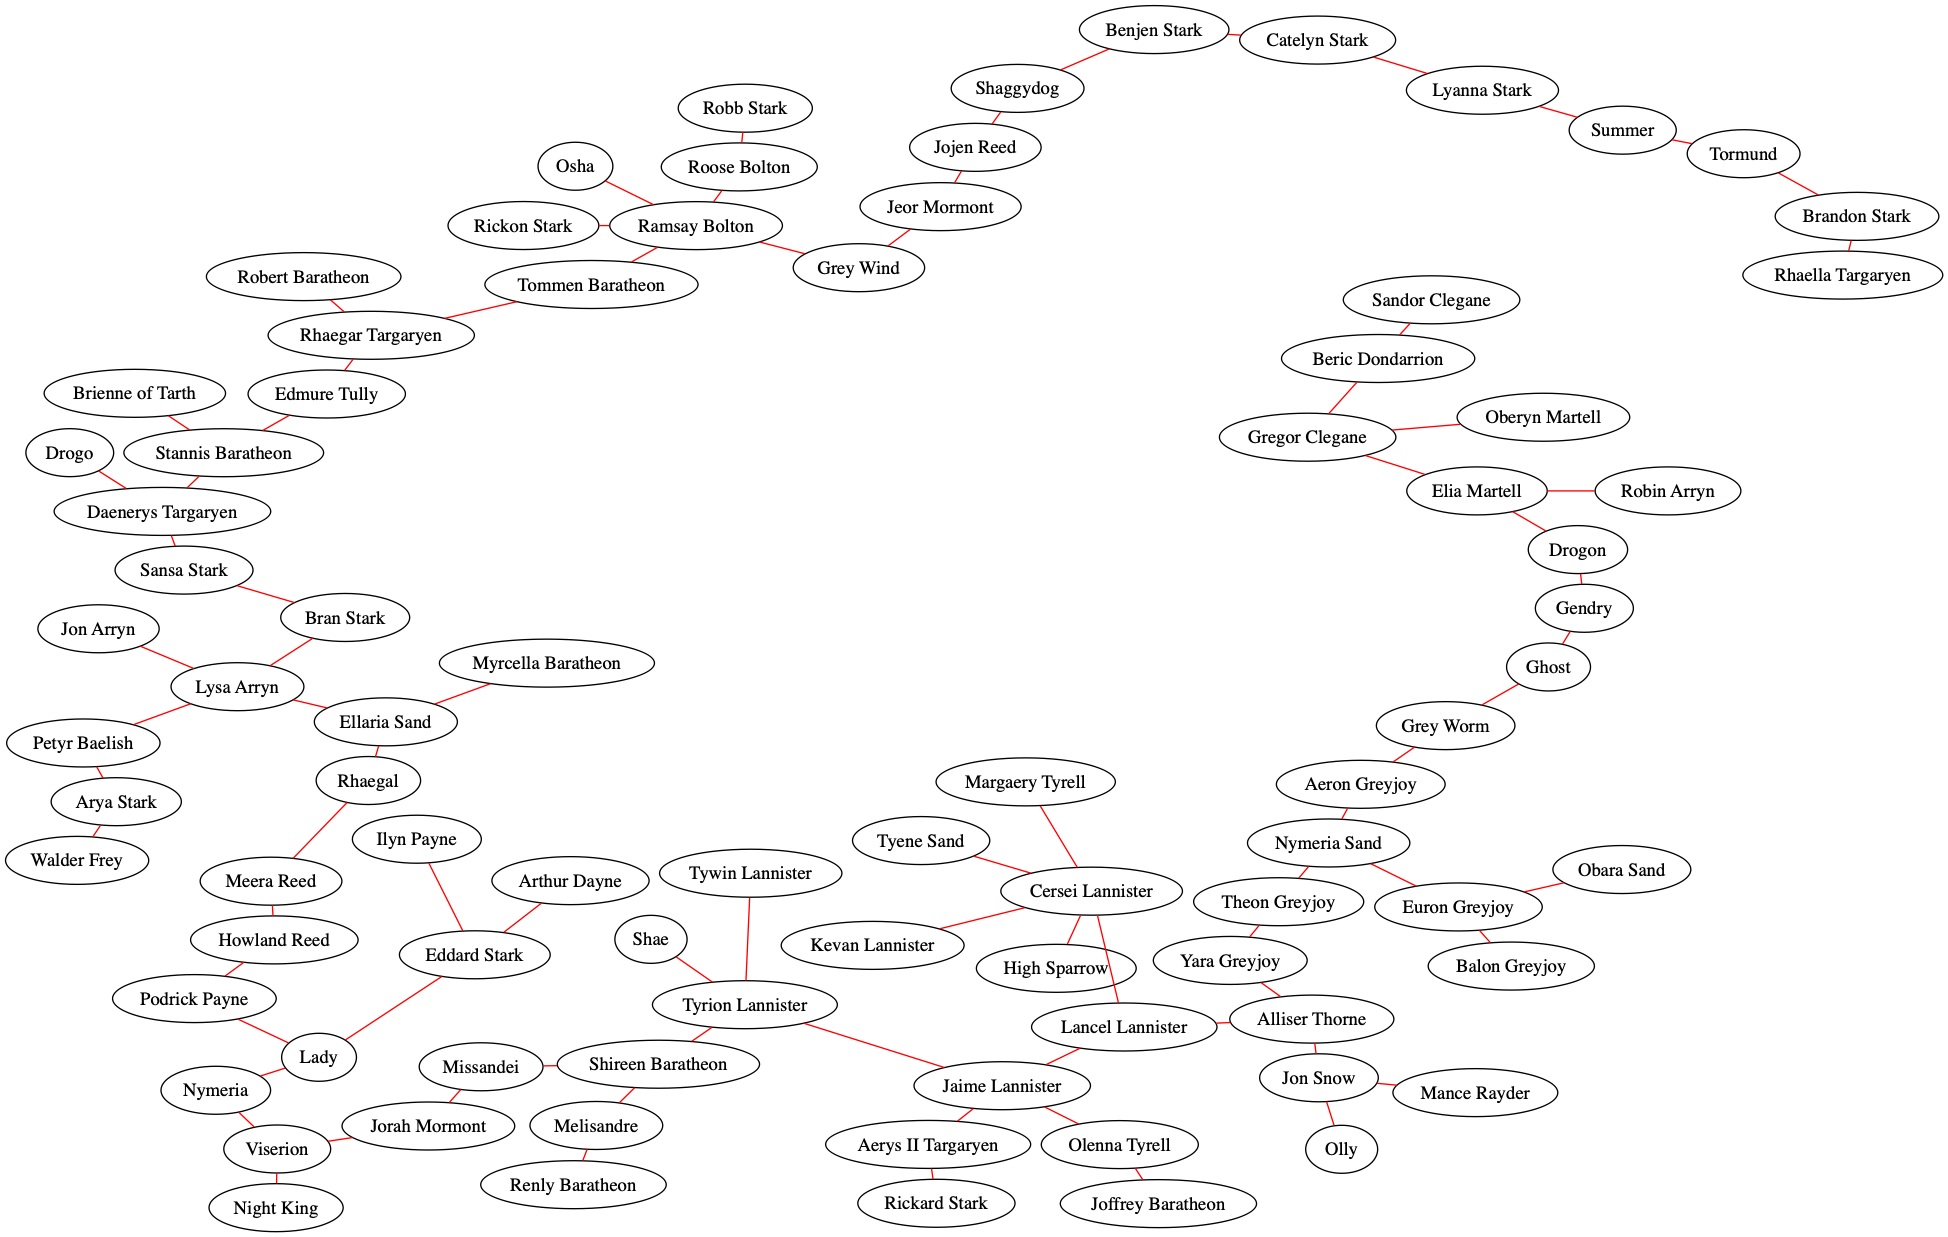 Benjen Stark
Catelyn Stark
Shaggydog
Lyanna Stark
Robb Stark
Summer
Jojen Reed
Tormund
Osha
Roose Bolton
Jeor Mormont
Brandon Stark
Rickon Stark
Ramsay Bolton
Grey Wind
Rhaella Targaryen
Robert Baratheon
Tommen Baratheon
Sandor Clegane
Rhaegar Targaryen
Beric Dondarrion
Brienne of Tarth
Edmure Tully
Oberyn Martell
Gregor Clegane
Drogo
Stannis Baratheon
Elia Martell
Robin Arryn
Daenerys Targaryen
Drogon
Sansa Stark
Gendry
Bran Stark
Jon Arryn
Myrcella Baratheon
Ghost
Lysa Arryn
Ellaria Sand
Grey Worm
Petyr Baelish
Rhaegal
Margaery Tyrell
Aeron Greyjoy
Arya Stark
Ilyn Payne
Tyene Sand
Nymeria Sand
Walder Frey
Obara Sand
Meera Reed
Arthur Dayne
Tywin Lannister
Cersei Lannister
Theon Greyjoy
Euron Greyjoy
Howland Reed
Shae
Kevan Lannister
Eddard Stark
High Sparrow
Yara Greyjoy
Balon Greyjoy
Podrick Payne
Tyrion Lannister
Lancel Lannister
Alliser Thorne
Lady
Missandei
Shireen Baratheon
Jon Snow
Nymeria
Jaime Lannister
Mance Rayder
Jorah Mormont
Melisandre
Viserion
Aerys II Targaryen
Olenna Tyrell
Olly
Renly Baratheon
Night King
Rickard Stark
Joffrey Baratheon